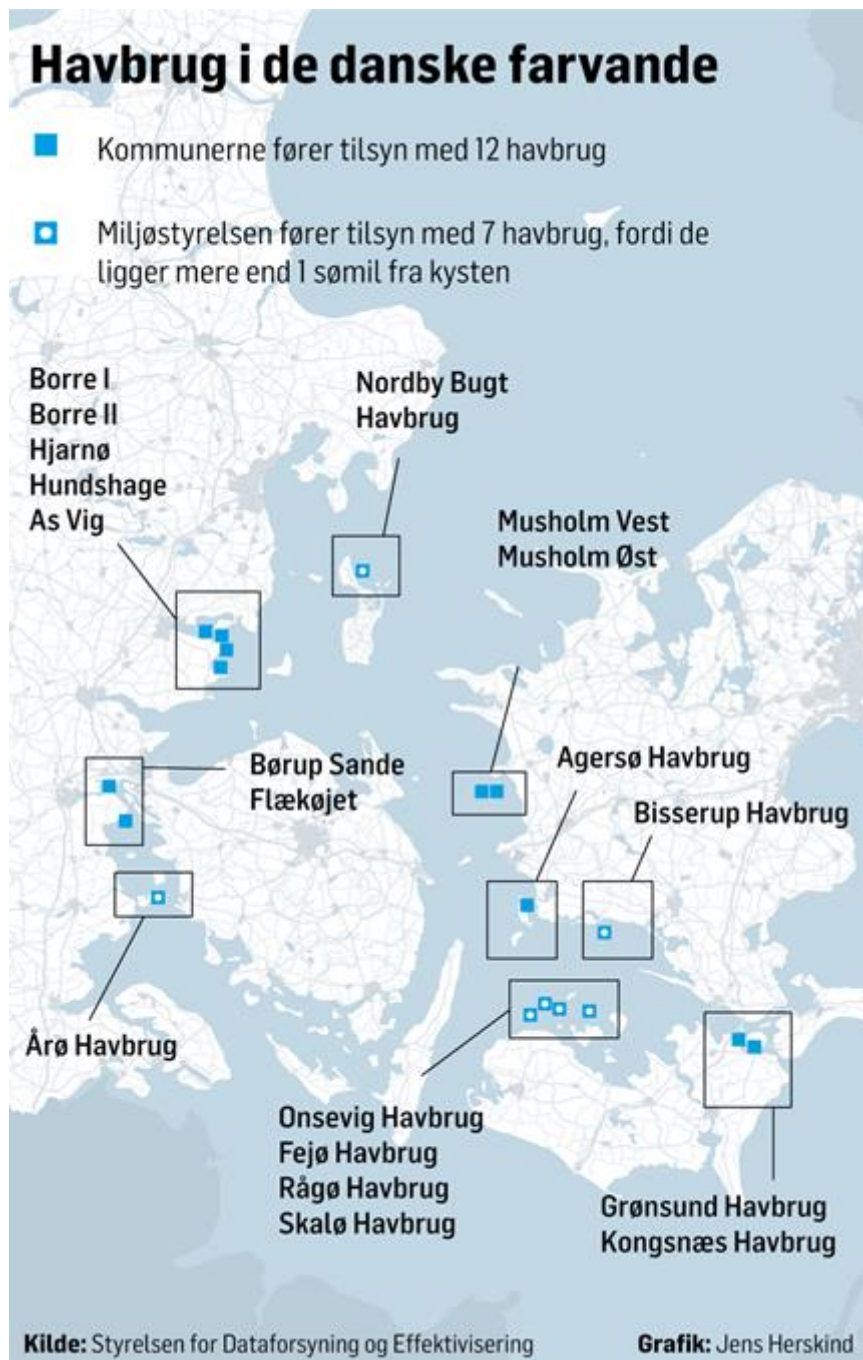 Havbrug i de danske farvande
Kommunerne fører tilsyn med 12 havbrug
Miljøstyrelsen fører tilsyn med 7 havbrug, fordi de
ligger mere end 1 sømil fra kysten
Borre I
Borre II
Hjarnø
Hundshage
As Vig
Nordby Bugt
Havbrug
Musholm Vest
Musholm Øst
Børup Sande
Flækøjet
Agersø Havbrug
Bisserup Havbrug
Årø Havbrug
Onsevig Havbrug
Fejø Havbrug
Rågø Havbrug
Skalø Havbrug
Grønsund Havbrug
Kongsnæs Havbrug
Kilde: Styrelsen for Dataforsyning og Effektivisering
Grafik: Jens Herskind